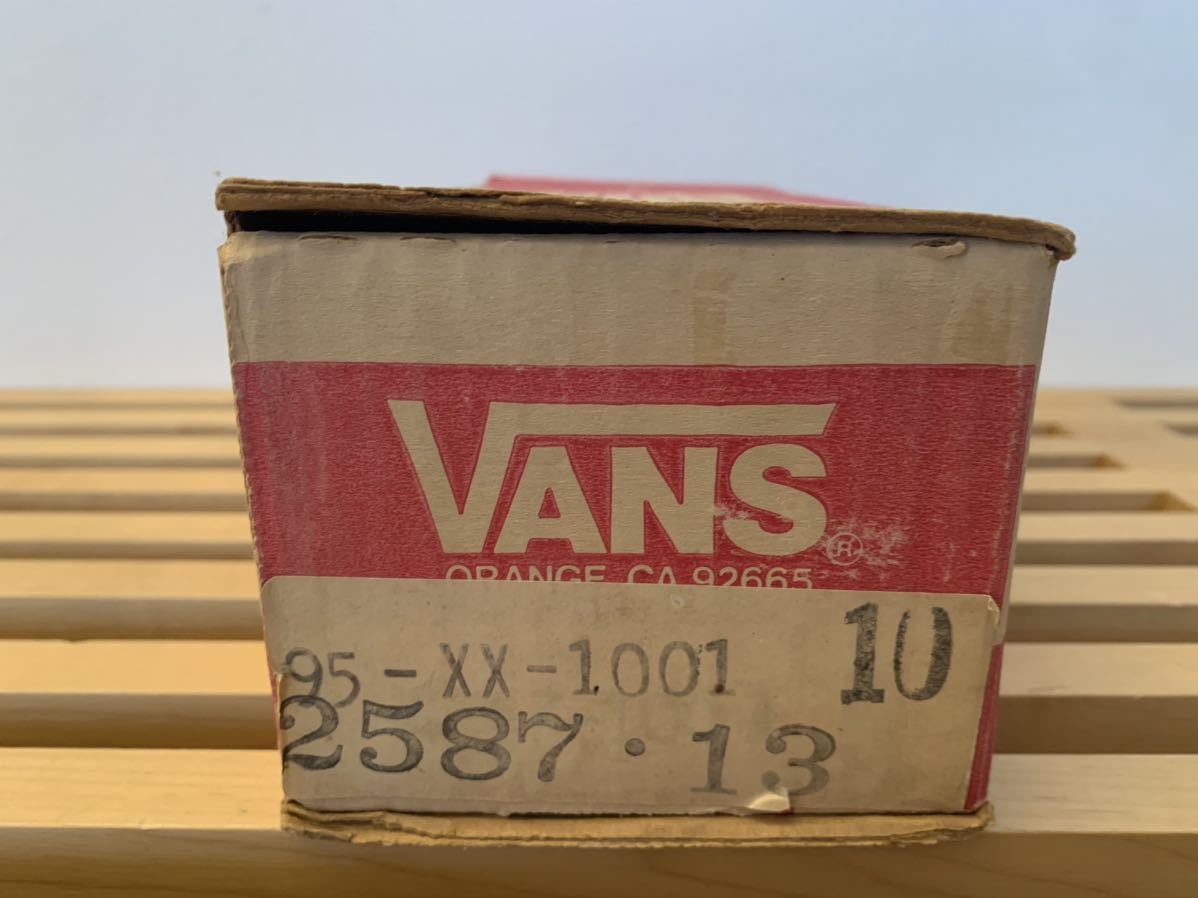 VANS®
ORANGE, CA 92665
95-XX-1001
10
2587·13